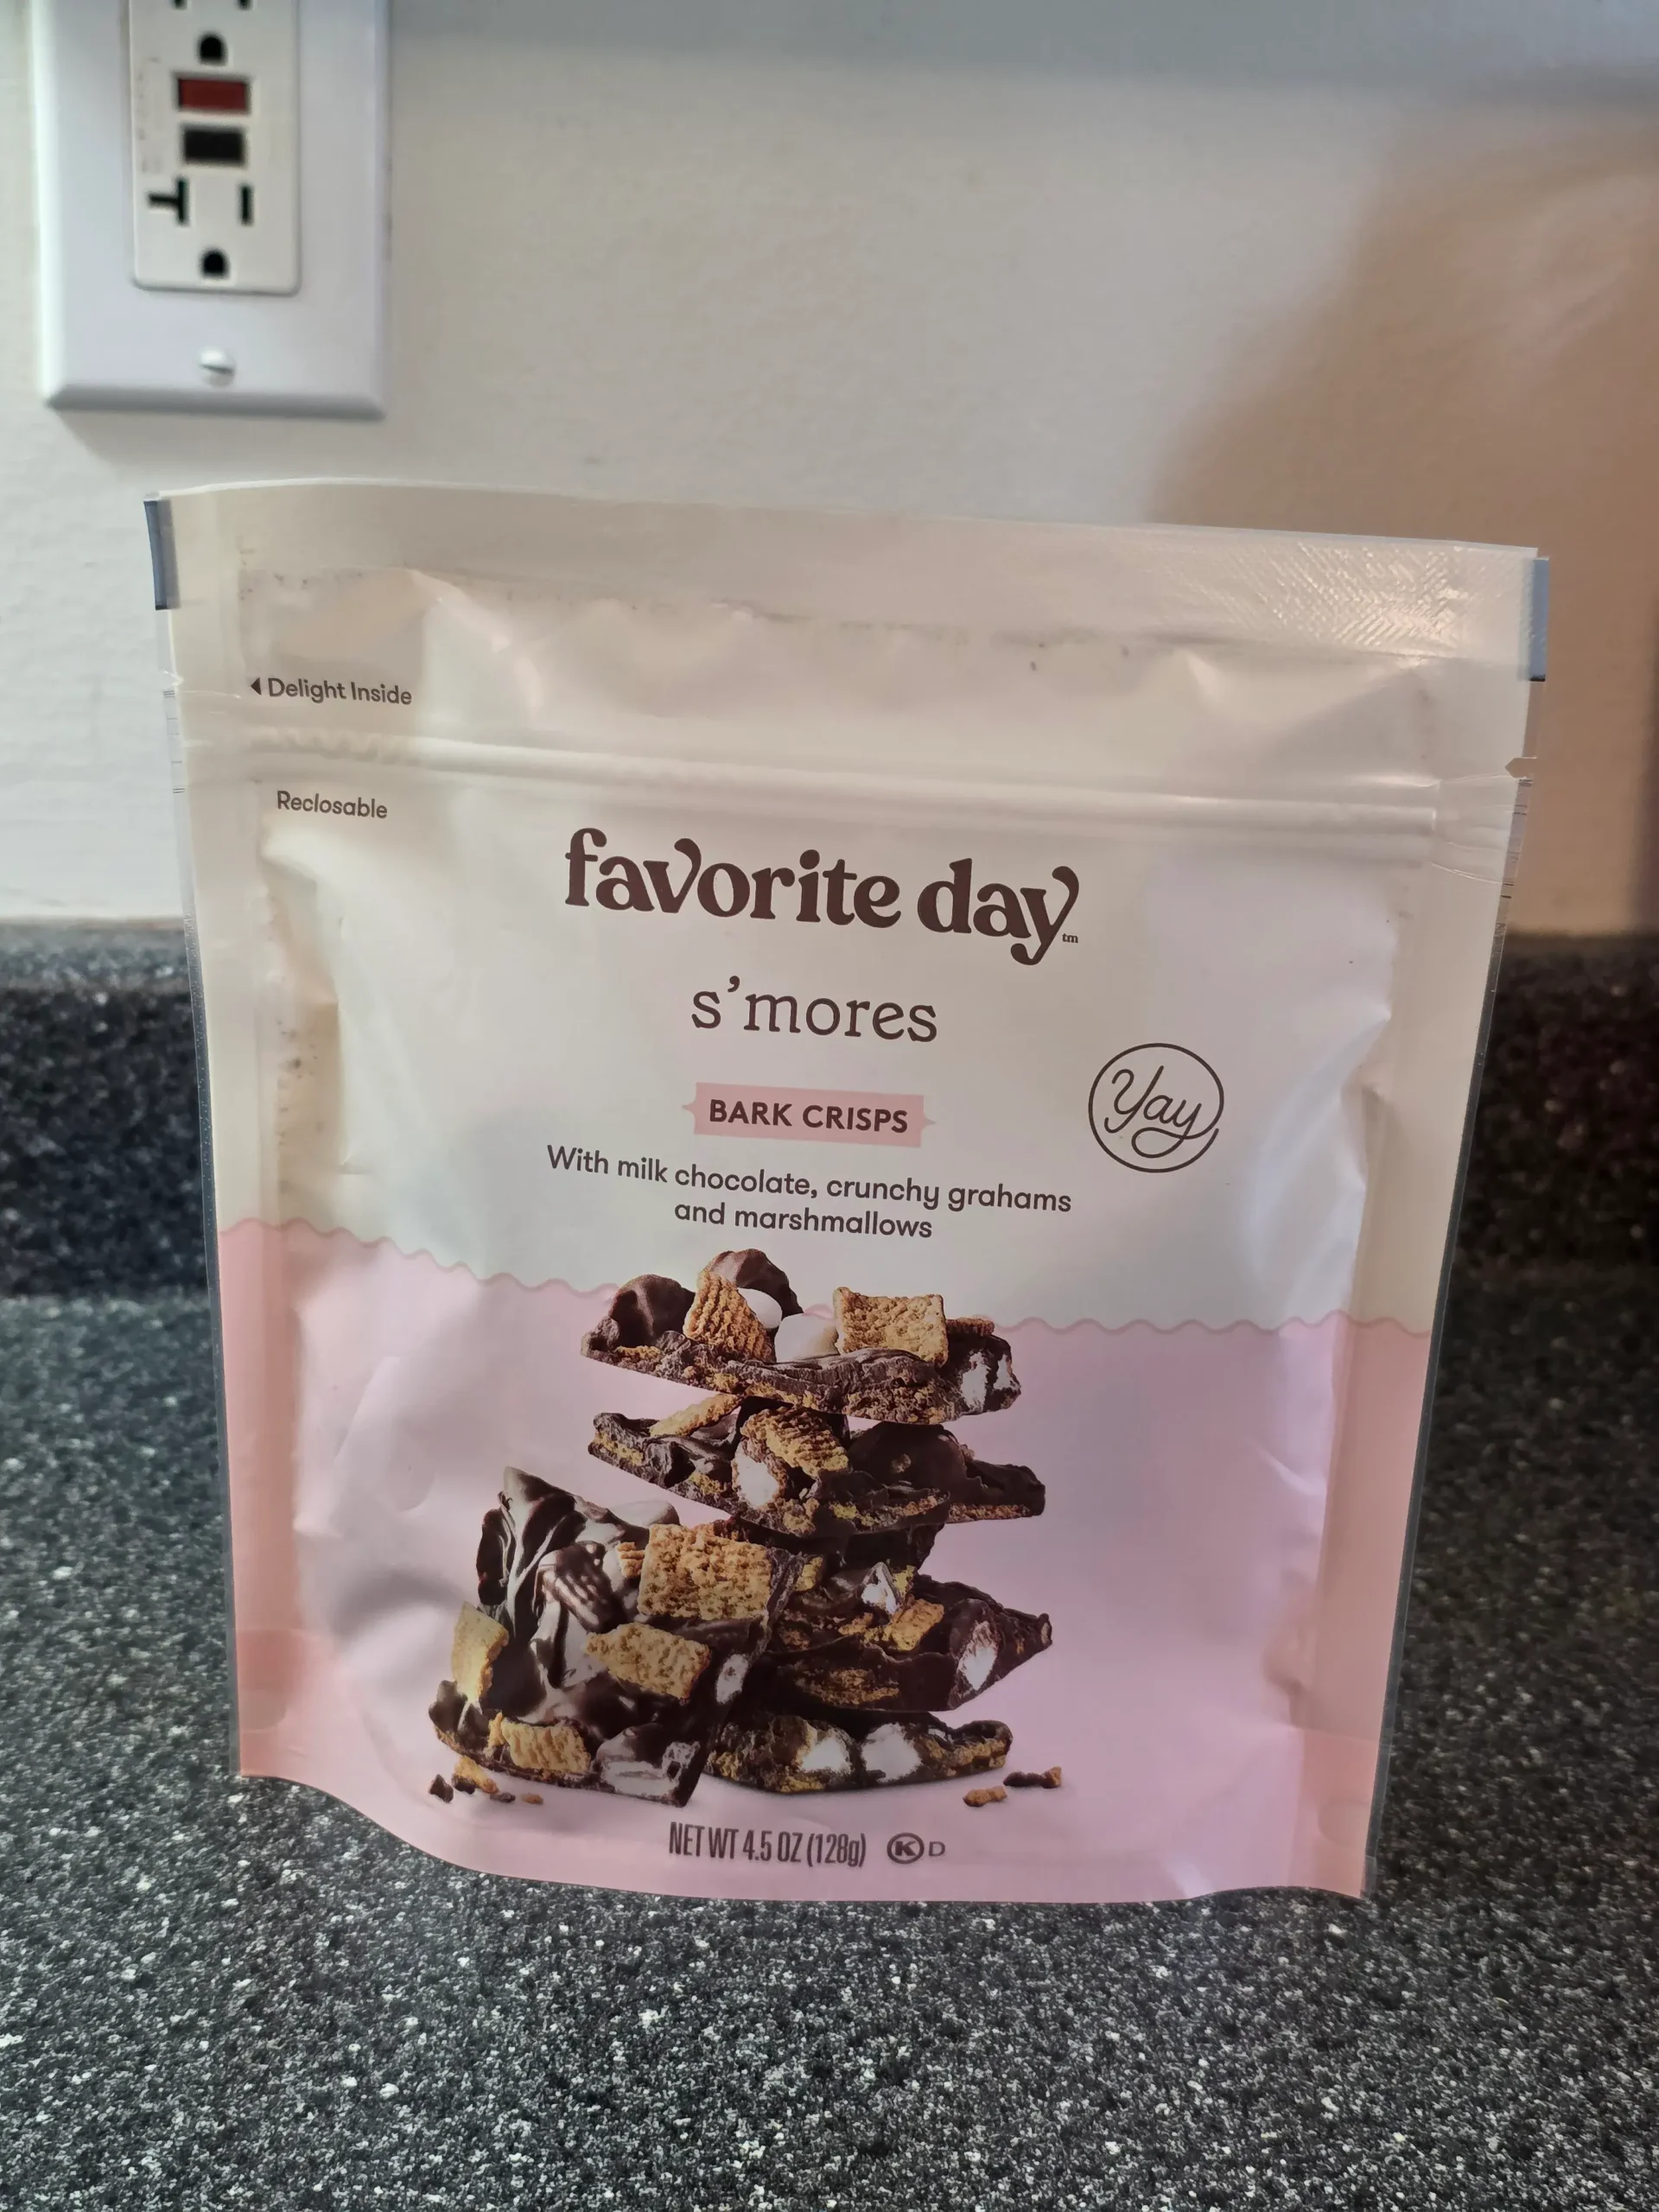 Delight Inside
Reclosable
favorite day™
s'mores
BARK CRISPS
Yay
With milk chocolate, crunchy grahams
and marshmallows
NET WT 4.5 OZ (128g) K D